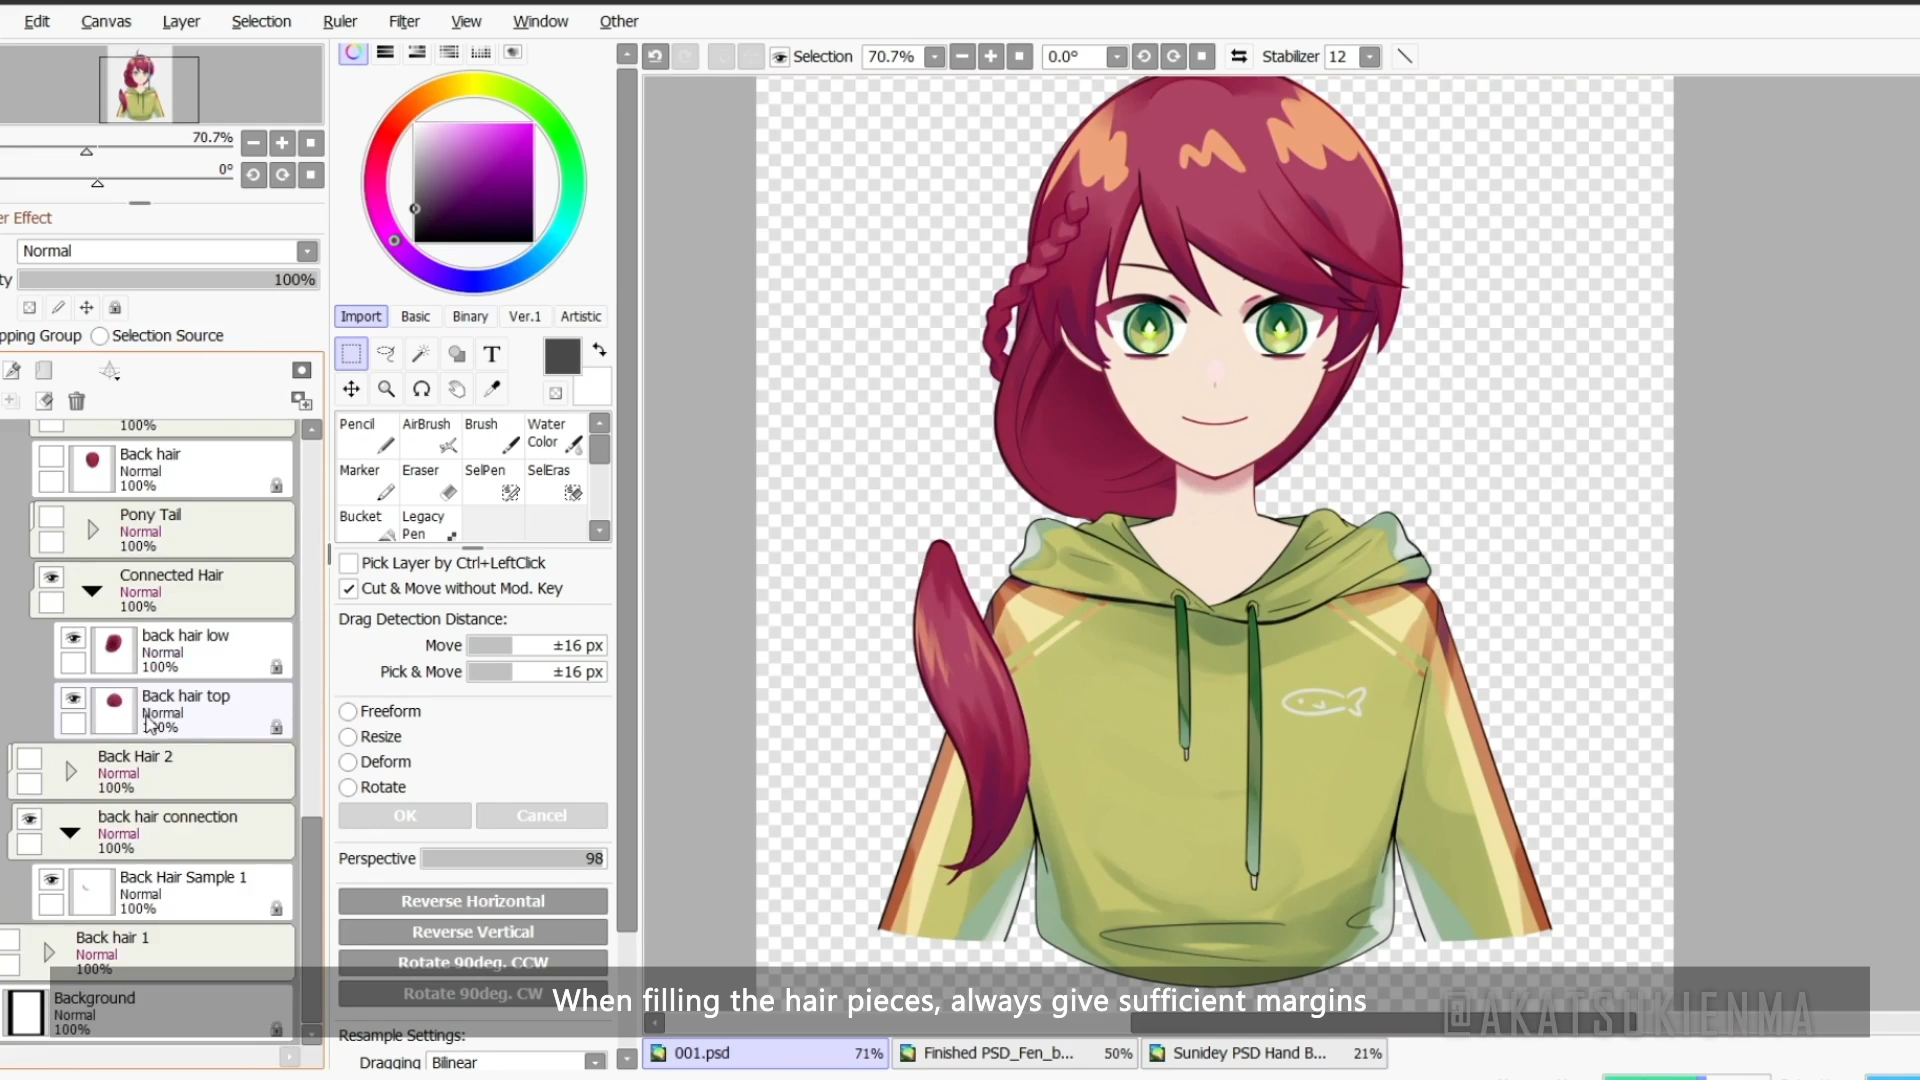 Edit Canvas Layer Selection Ruler Filter View Window Other
Selection 70.7% 0.0° Stabilizer 12
70.7%
0°
er Effect
Normal
ty 100%
pping Group Selection Source
100%
Back hair
Normal
100%
Pony Tail
Normal
100%
Connected Hair
Normal
100%
back hair low
Normal
100%
Back hair top
Normal
100%
Back Hair 2
Normal
100%
back hair connection
Normal
100%
Back Hair Sample 1
Normal
100%
Back hair 1
Normal
100%
Background
Normal
100%
Import Basic Binary Ver.1 Artistic
T
Pencil AirBrush Brush Water Color
Marker Eraser SelPen SelEras
Bucket Legacy Pen
Pick Layer by Ctrl+LeftClick
Cut & Move without Mod. Key
Drag Detection Distance:
Move ±16 px
Pick & Move ±16 px
Freeform
Resize
Deform
Rotate
OK Cancel
Perspective 98
Reverse Horizontal
Reverse Vertical
Rotate 90deg. CCW
Rotate 90deg. CW
Resample Settings:
Dragging Bilinear
When filling the hair pieces, always give sufficient margins
@AKATSUKIENMA
001.psd 71% Finished PSD_Fen_b... 50% Sunidey PSD Hand B... 21%